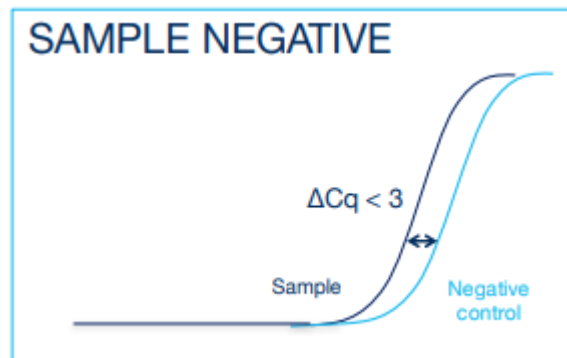 SAMPLE NEGATIVE
ΔCq < 3
Sample
Negative
control